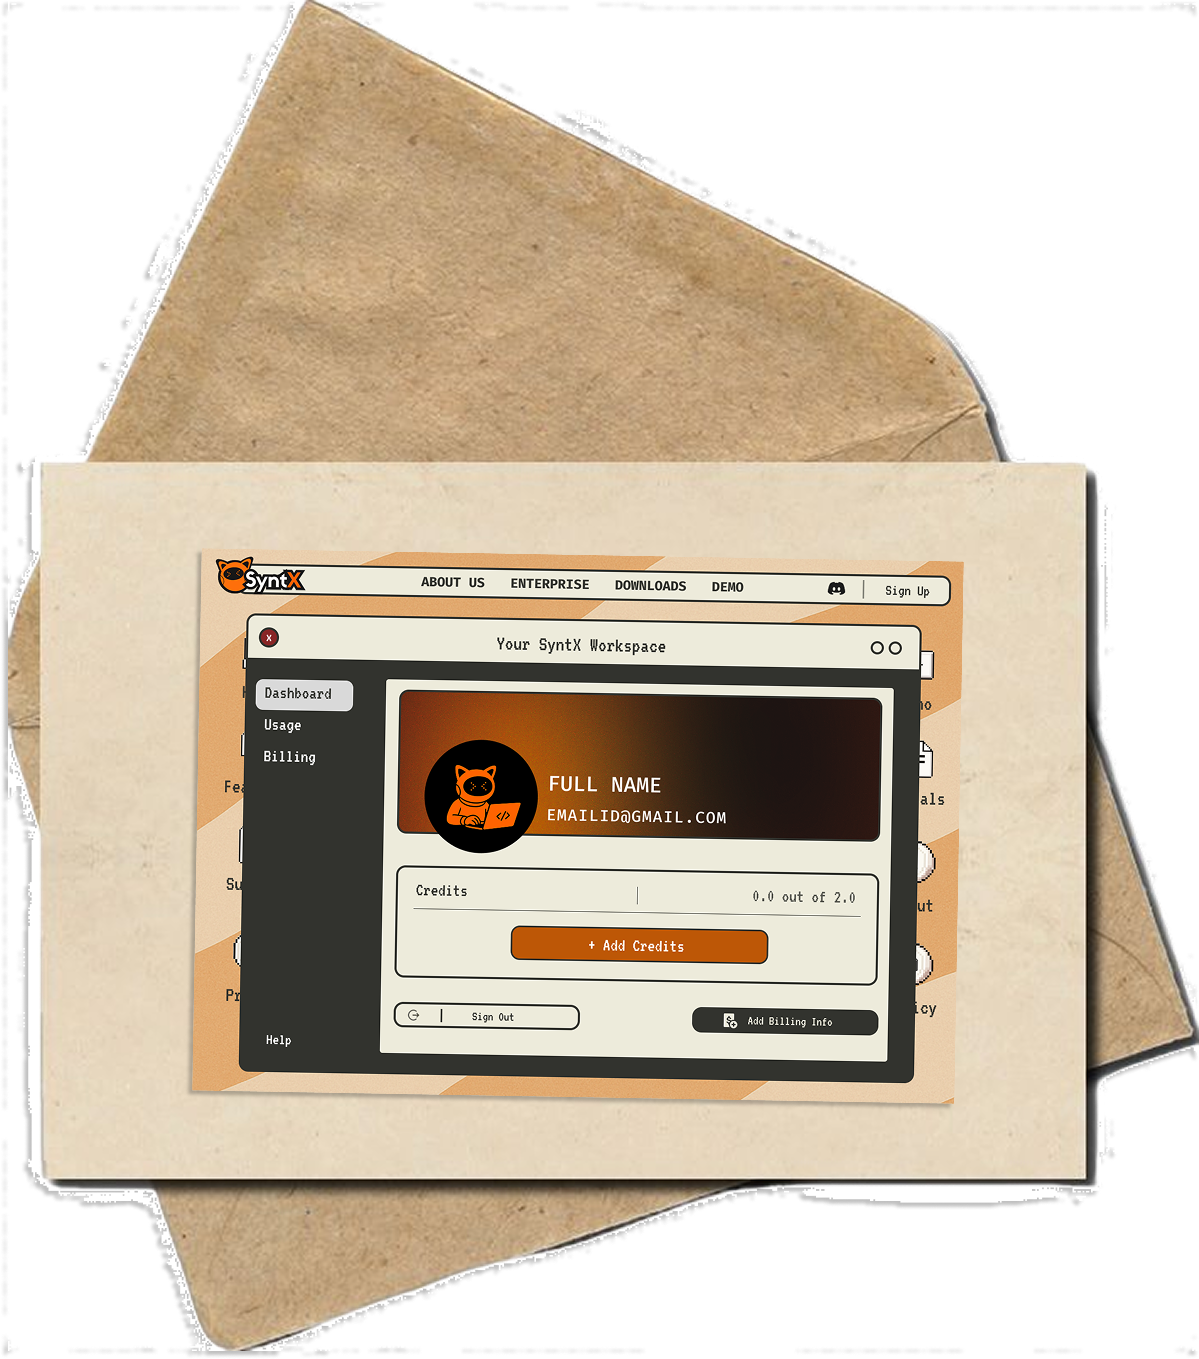 SyntX
ABOUT US ENTERPRISE DOWNLOADS DEMO
Sign Up
x
Your SyntX Workspace
Dashboard
Usage
Billing
Help
FULL NAME
EMAILID@GMAIL.COM
</>
Credits
0.0 out of 2.0
+ Add Credits
Sign Out
Add Billing Info